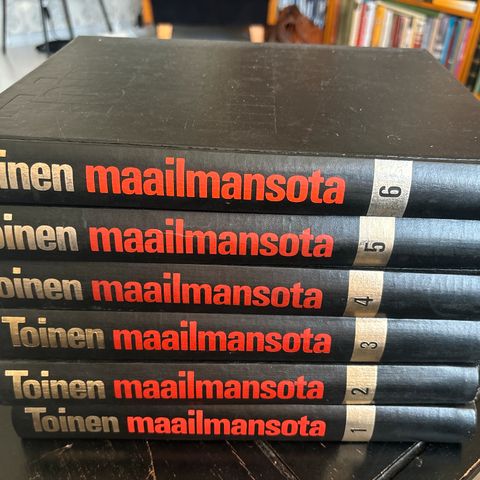 inen maailmansota 6
oinen maailmansota 5
oinen maailmansota 4
Toinen maailmansota 3
Toinen maailmansota 2
Toinen maailmansota 1